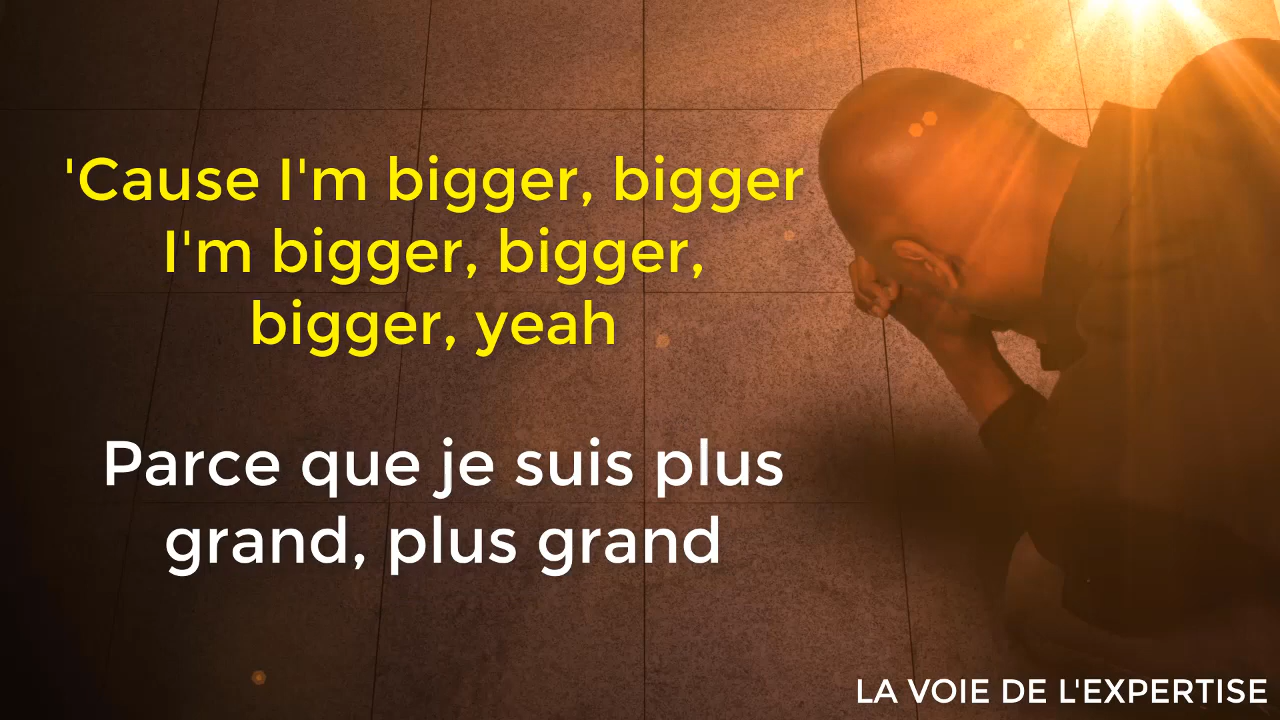 'Cause I'm bigger, bigger
I'm bigger, bigger,
bigger, yeah
Parce que je suis plus
grand, plus grand
LA VOIE DE L'EXPERTISE